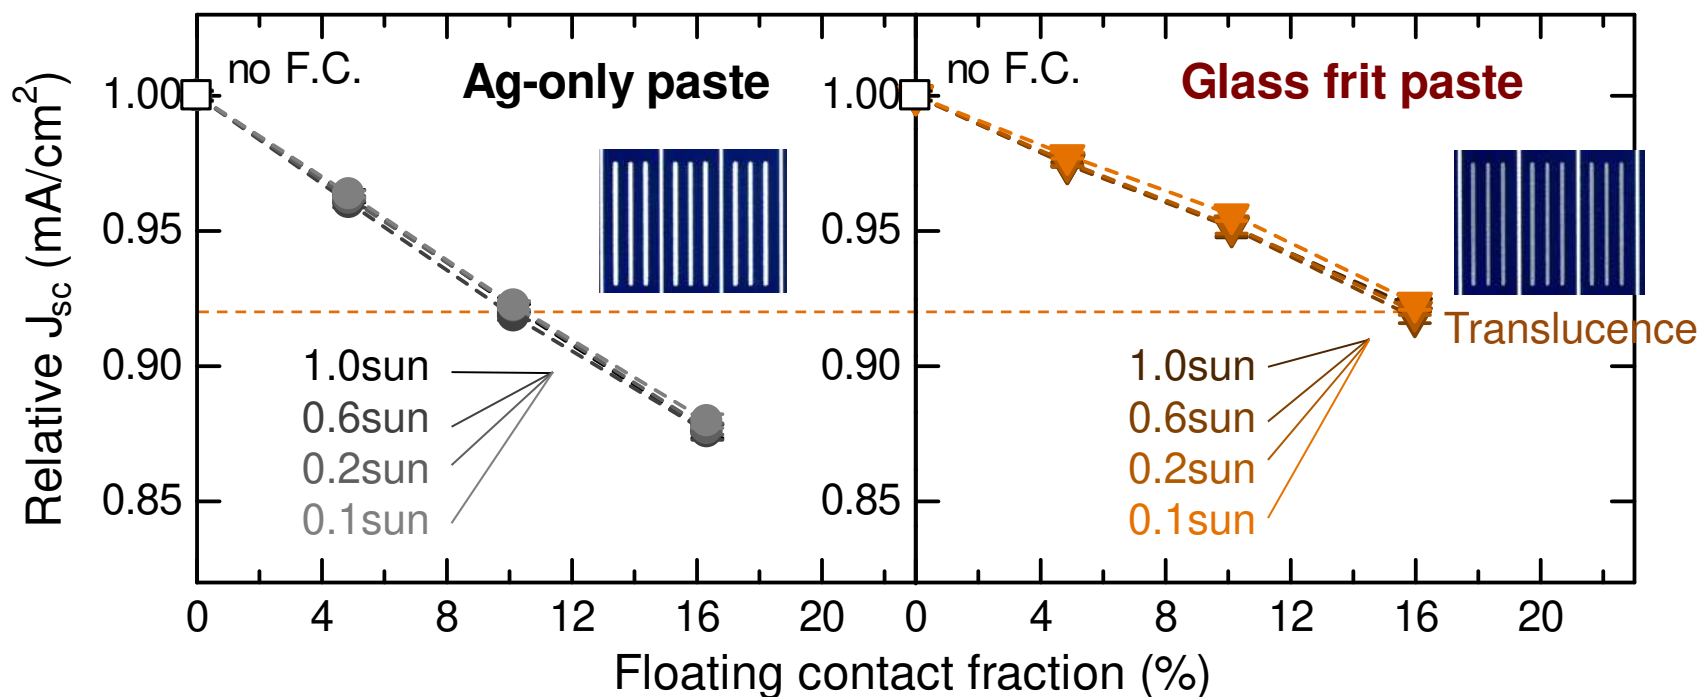 no F.C.
Ag-only paste
no F.C.
Glass frit paste
Relative Jsc (mA/cm²)
1.00
0.95
0.90
0.85
1.00
0.95
0.90
0.85
1.0sun
0.6sun
0.2sun
0.1sun
Translucence
1.0sun
0.6sun
0.2sun
0.1sun
0 4 8 12 16 20 0 4 8 12 16 20
Floating contact fraction (%)